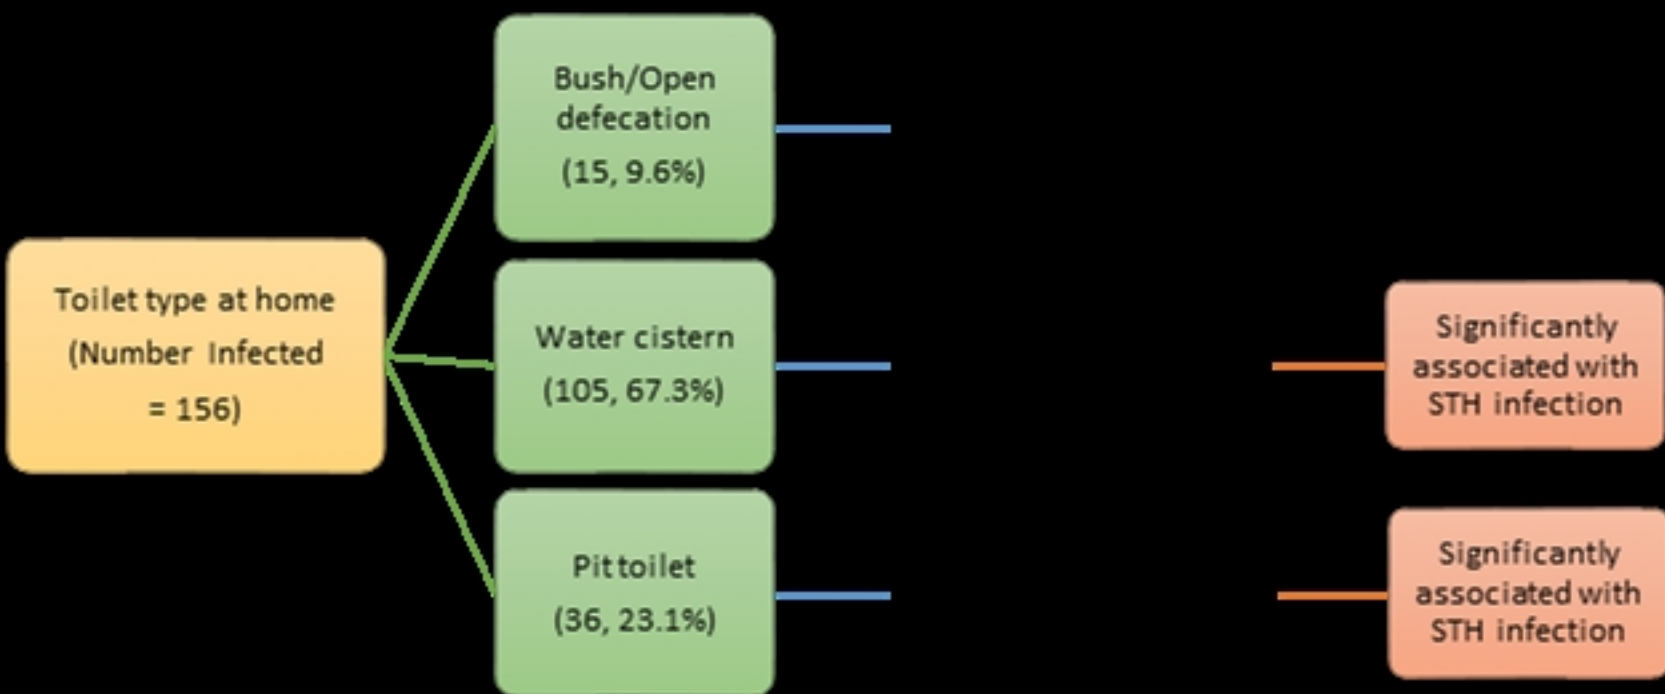 Bush/Open
defecation
(15, 9.6%)
Toilet type at home
(Number Infected
= 156)
Water cistern
(105, 67.3%)
Significantly
associated with
STH infection
Pit toilet
(36, 23.1%)
Significantly
associated with
STH infection